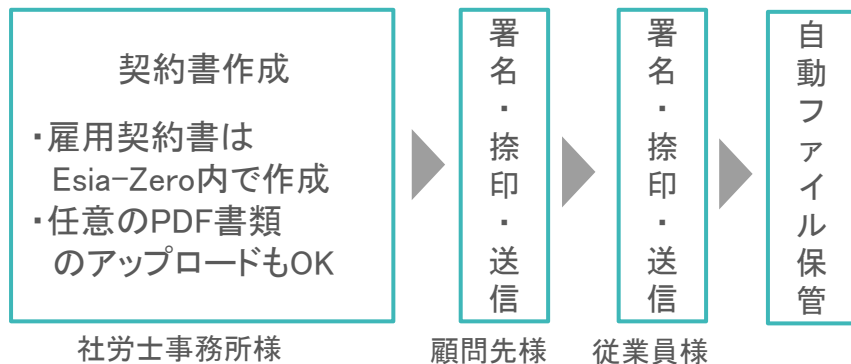 契約書作成
・雇用契約書は
Esia-Zero内で作成
・任意のPDF書類
のアップロードもOK
社労士事務所様
署名・捺印・送信
顧問先様
署名・捺印・送信
従業員様
自動ファイル保管